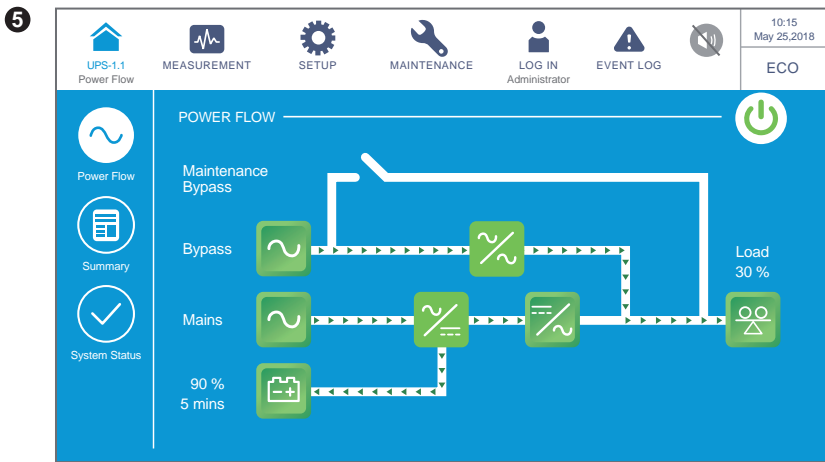 5
10:15
May 25,2018
ECO
UPS-1.1
Power Flow
MEASUREMENT
SETUP
MAINTENANCE
LOG IN
Administrator
EVENT LOG
POWER FLOW
Power Flow
Summary
System Status
Maintenance
Bypass
Bypass
Mains
90 %
5 mins
Load
30 %